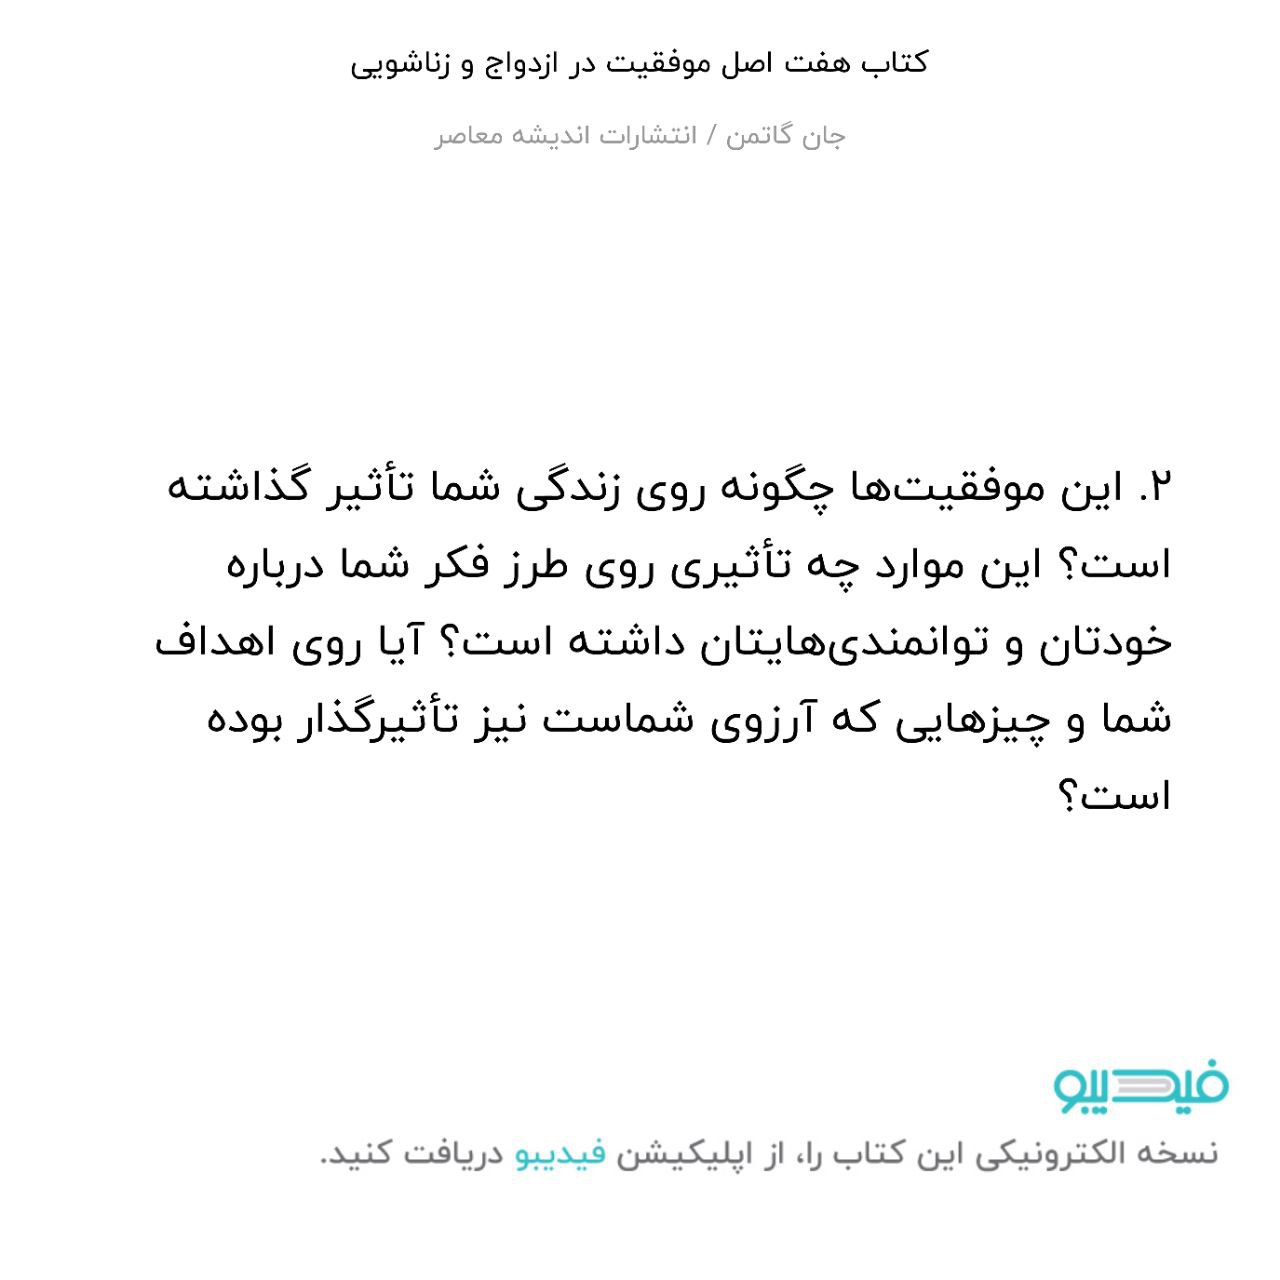 کتاب هفت اصل موفقیت در ازدواج و زناشویی
جان گاتمن / انتشارات اندیشه معاصر
۲. این موفقیت‌ها چگونه روی زندگی شما تأثیر گذاشته
است؟ این موارد چه تأثیری روی طرز فکر شما درباره
خودتان و توانمندی‌هایتان داشته است؟ آیا روی اهداف
شما و چیزهایی که آرزوی شماست نیز تأثیرگذار بوده
است؟
فیدیبو
نسخه الکترونیکی این کتاب را، از اپلیکیشن فیدیبو دریافت کنید.